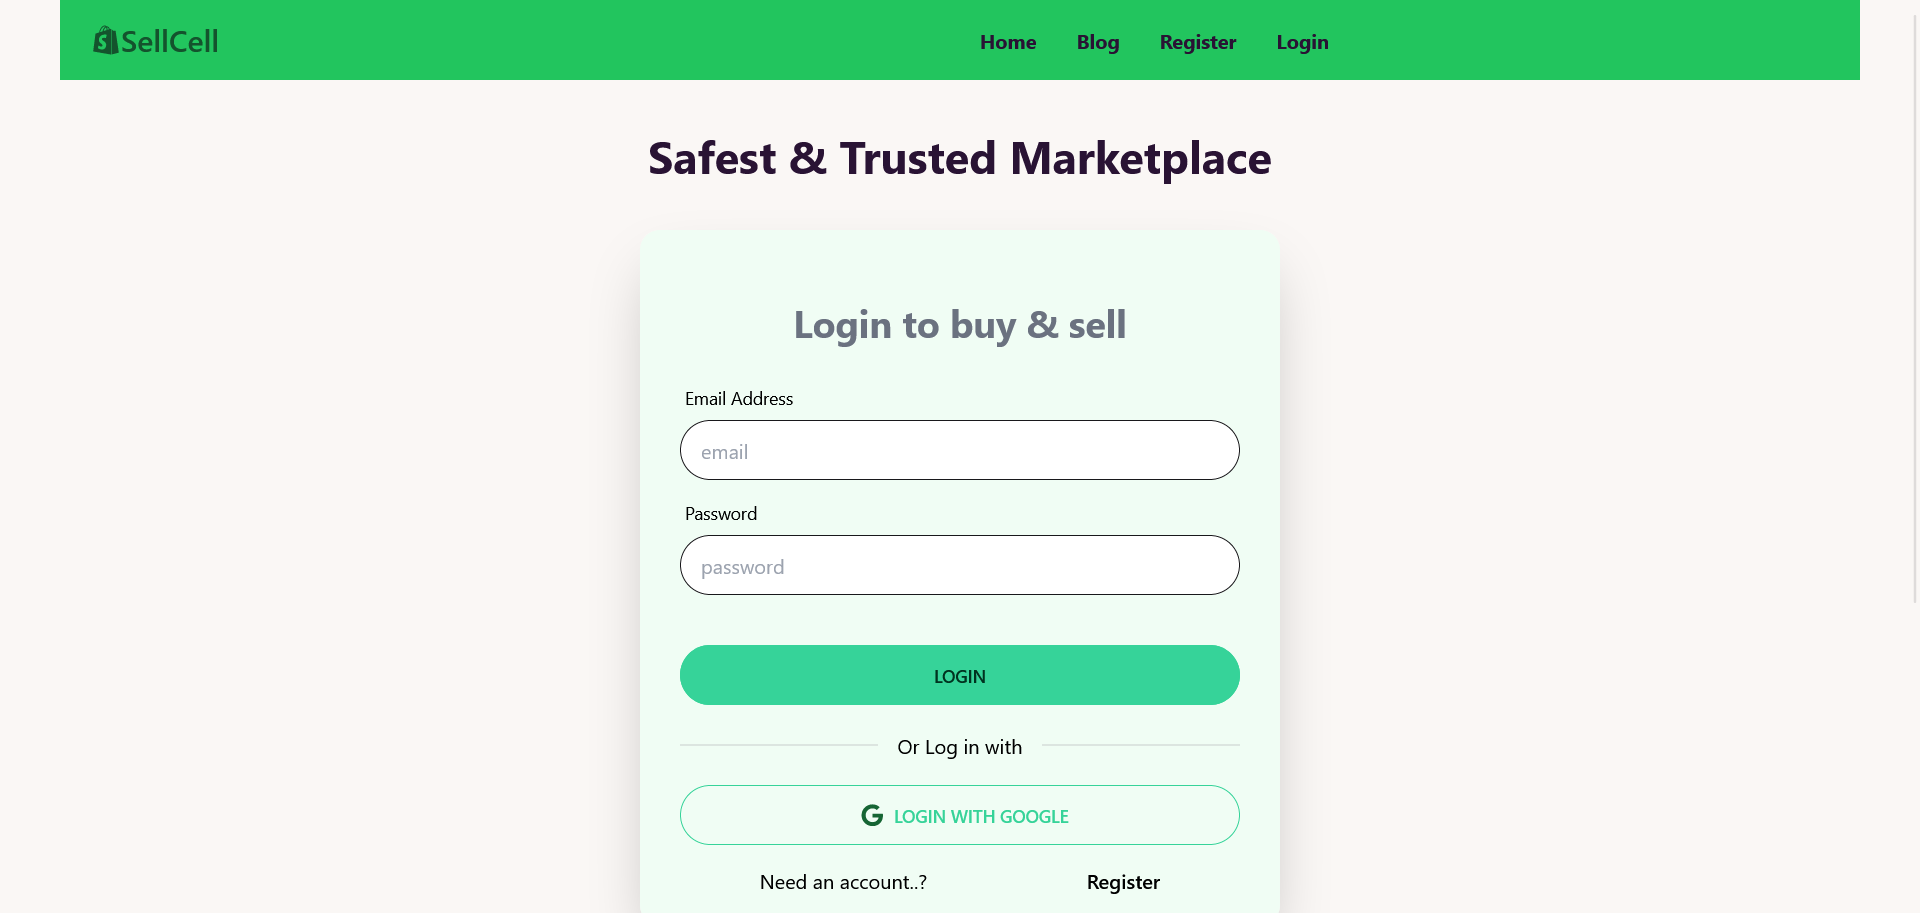 SellCell
Home Blog Register Login
Safest & Trusted Marketplace
Login to buy & sell
Email Address
email
Password
password
LOGIN
Or Log in with
LOGIN WITH GOOGLE
Need an account..? Register